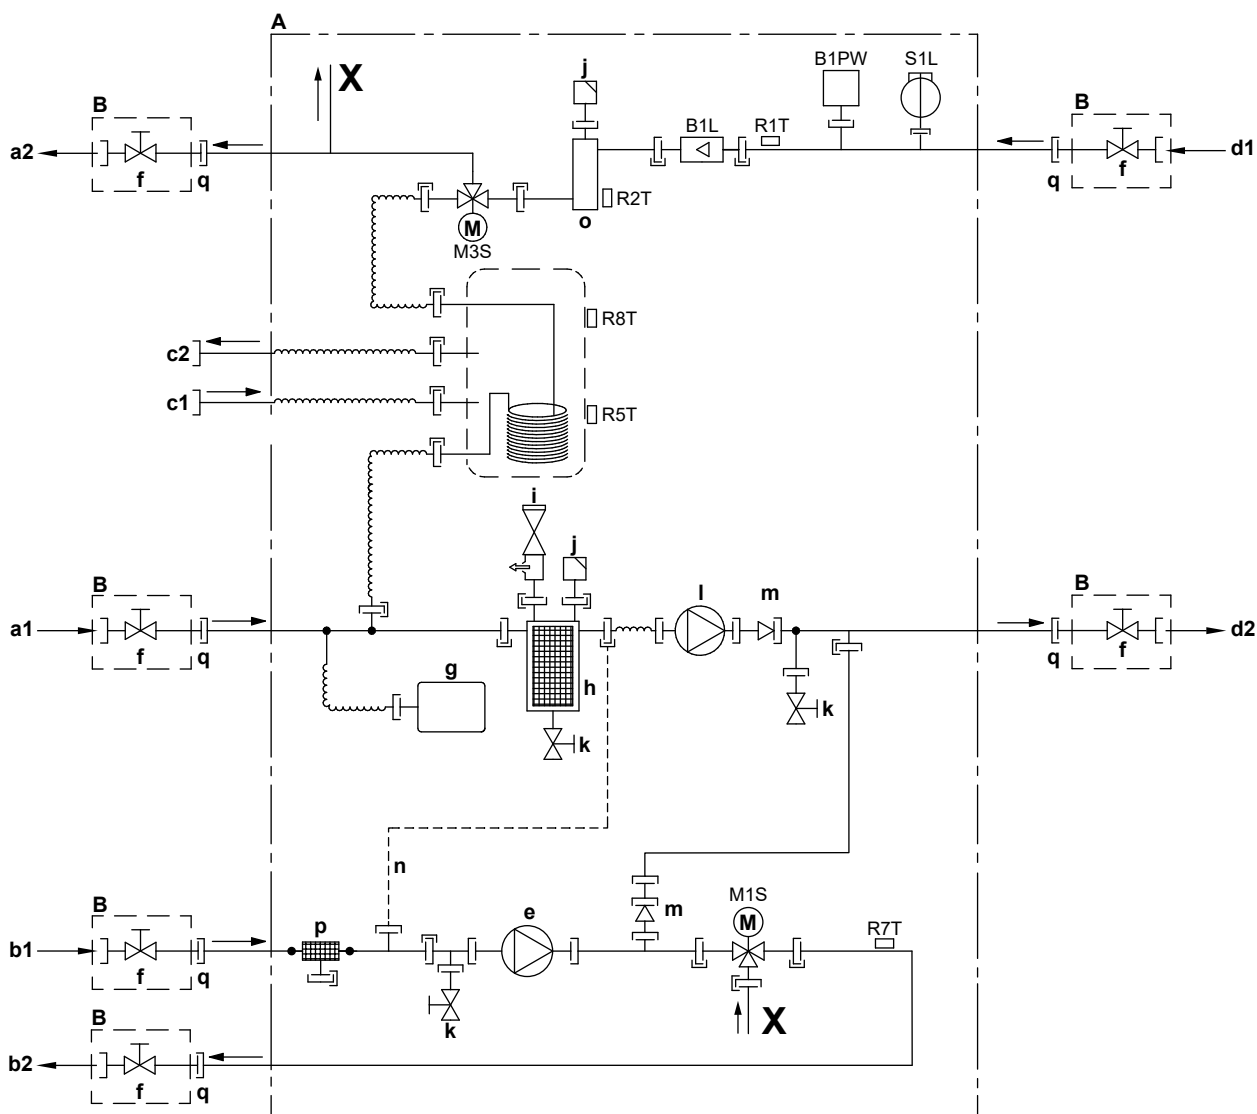 A
X
j
B1PW
S1L
B
B1L
R1T
B
a2
d1
f
q
q
f
R2T
o
M
M3S
R8T
c2
c1
R5T
i
j
B
l
m
B
a1
d2
f
q
g
h
k
k
q
f
n
M1S
B
p
e
m
M
R7T
b1
f
q
k
X
B
b2
f
q